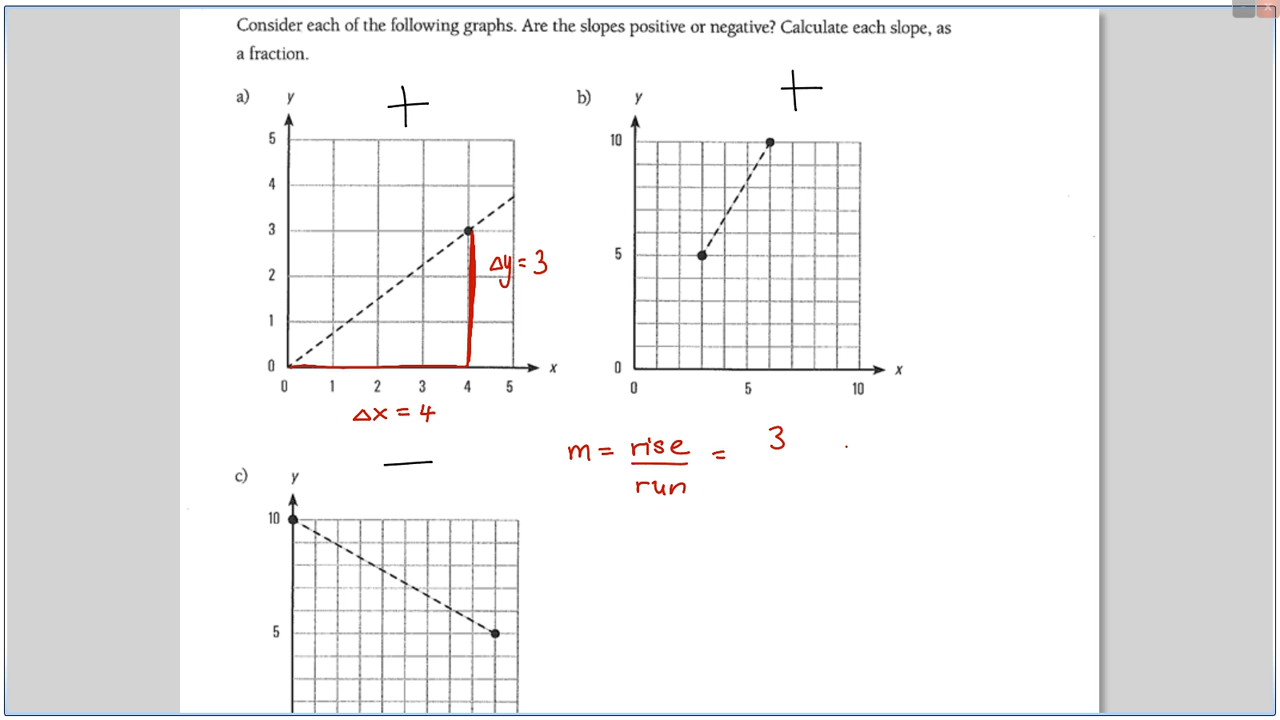 Consider each of the following graphs. Are the slopes positive or negative? Calculate each slope, as
a fraction.
a) y +
5
4
3
2
1
0
0 1 2 3 4 5 x
Δy = 3
Δx = 4
b) y +
10
5
0
0 5 10 x
m = rise/run = 3
c) y −
10
5